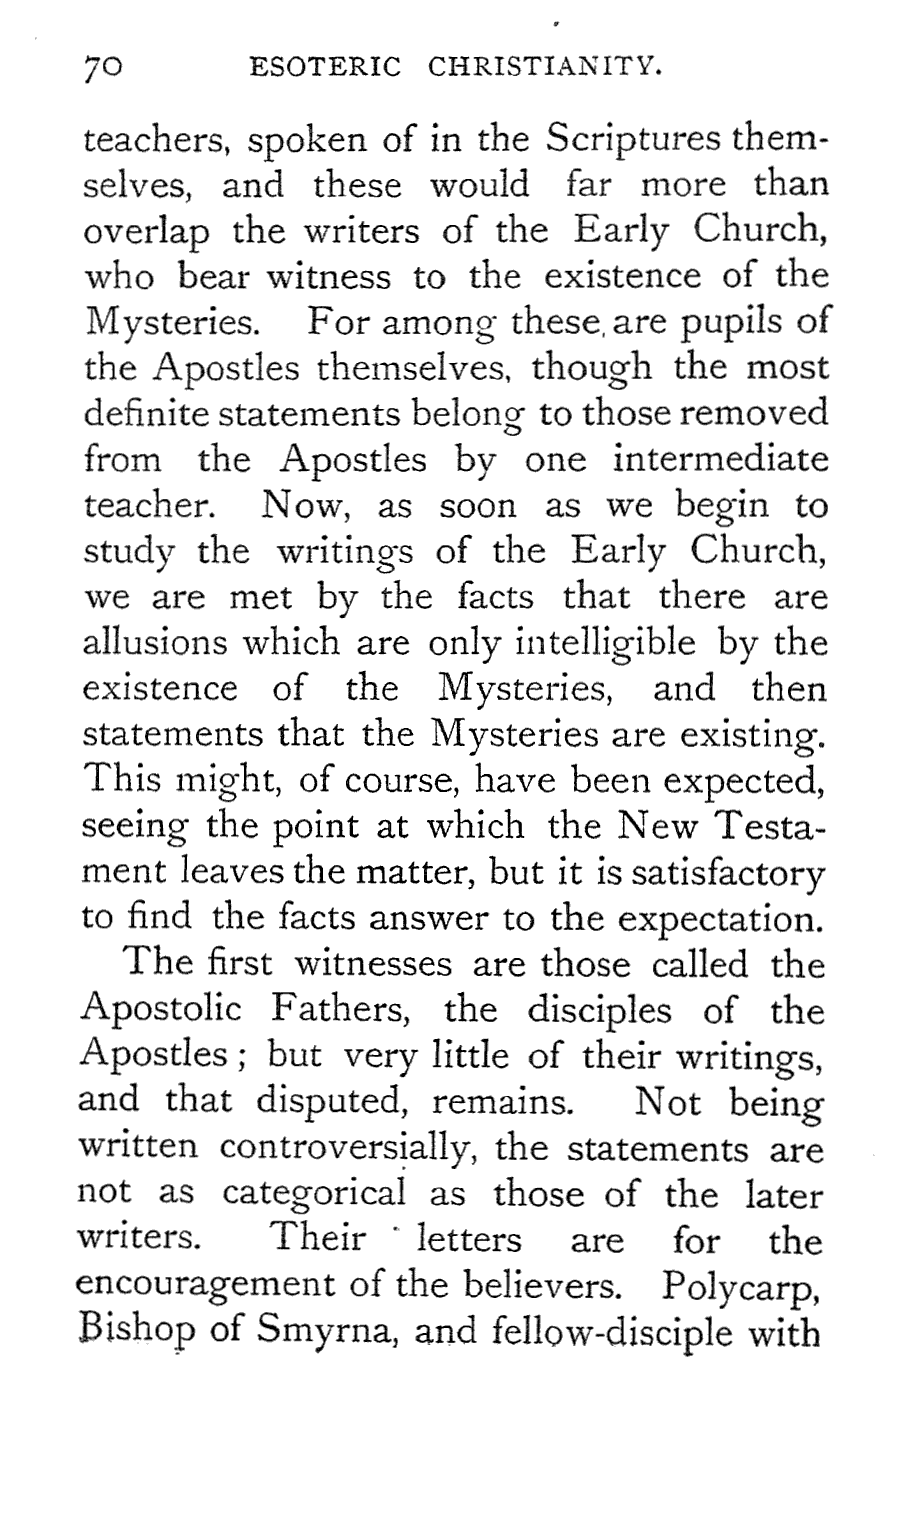 70 ESOTERIC CHRISTIANITY.
teachers, spoken of in the Scriptures them-
selves, and these would far more than
overlap the writers of the Early Church,
who bear witness to the existence of the
Mysteries. For among these, are pupils of
the Apostles themselves, though the most
definite statements belong to those removed
from the Apostles by one intermediate
teacher. Now, as soon as we begin to
study the writings of the Early Church,
we are met by the facts that there are
allusions which are only intelligible by the
existence of the Mysteries, and then
statements that the Mysteries are existing.
This might, of course, have been expected,
seeing the point at which the New Testa-
ment leaves the matter, but it is satisfactory
to find the facts answer to the expectation.
The first witnesses are those called the
Apostolic Fathers, the disciples of the
Apostles ; but very little of their writings,
and that disputed, remains. Not being
written controversially, the statements are
not as categorical as those of the later
writers. Their letters are for the
encouragement of the believers. Polycarp,
Bishop of Smyrna, and fellow-disciple with